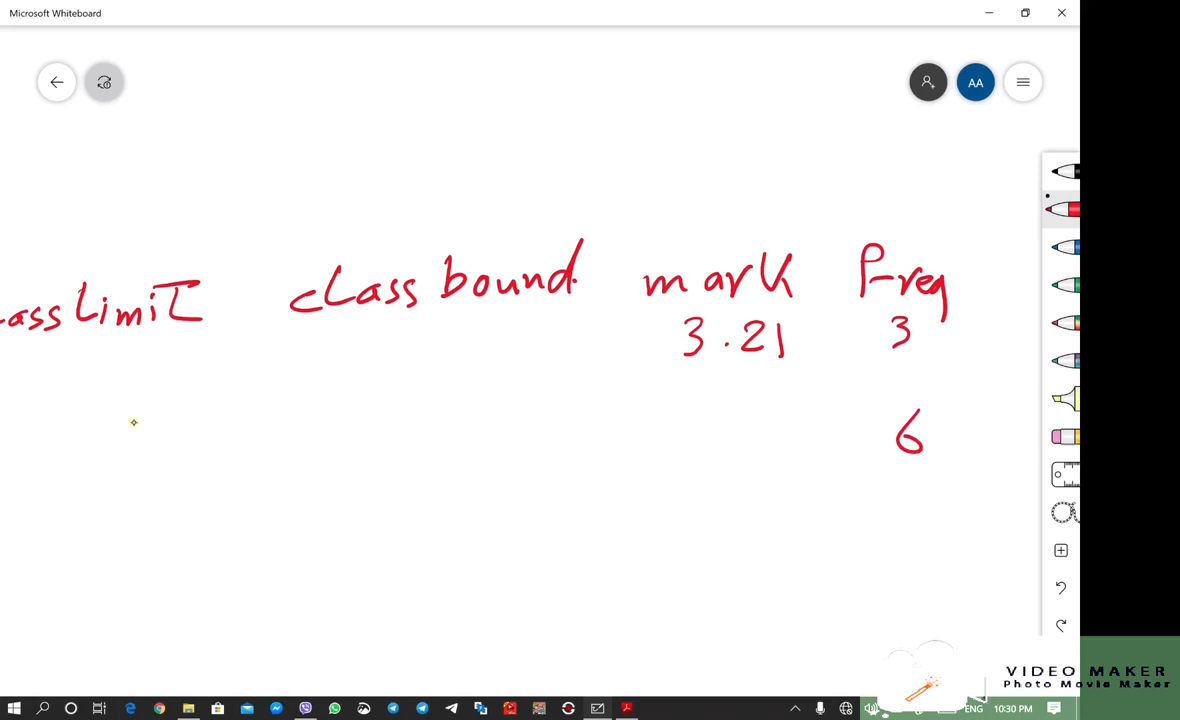 Microsoft Whiteboard
AA
ass Limit class bound mark Freq
3.21 3
6
VIDEO MAKER
Photo Movie Maker
ENG 10:30 PM